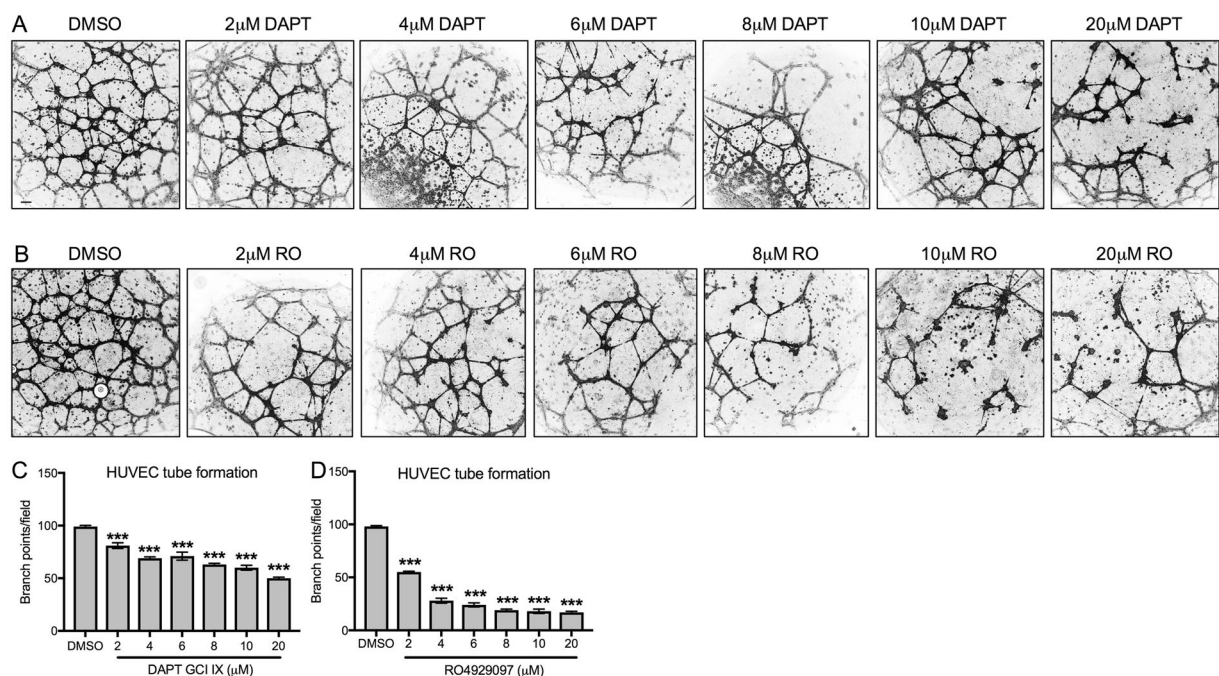 A
DMSO 2μM DAPT 4μM DAPT 6μM DAPT 8μM DAPT 10μM DAPT 20μM DAPT
B
DMSO 2μM RO 4μM RO 6μM RO 8μM RO 10μM RO 20μM RO
C
HUVEC tube formation
Branch points/field
150
100
50
0
*** *** *** *** *** ***
DMSO 2 4 6 8 10 20
DAPT GCI IX (μM)
D
HUVEC tube formation
Branch points/field
150
100
50
0
*** *** *** *** *** ***
DMSO 2 4 6 8 10 20
RO4929097 (μM)